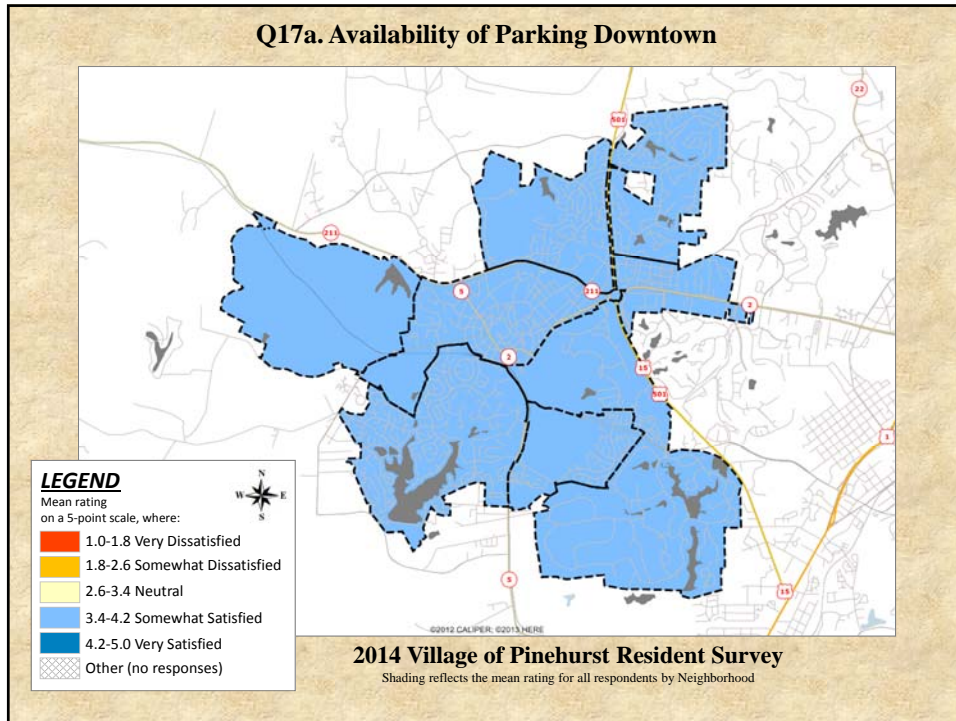 Q17a. Availability of Parking Downtown
22
501
211
5
211
2
2
15
501
1
5
15
LEGEND
N
W E
S
Mean rating
on a 5-point scale, where:
1.0-1.8 Very Dissatisfied
1.8-2.6 Somewhat Dissatisfied
2.6-3.4 Neutral
3.4-4.2 Somewhat Satisfied
4.2-5.0 Very Satisfied
Other (no responses)
©2012 CALIPER; ©2013 HERE
2014 Village of Pinehurst Resident Survey
Shading reflects the mean rating for all respondents by Neighborhood